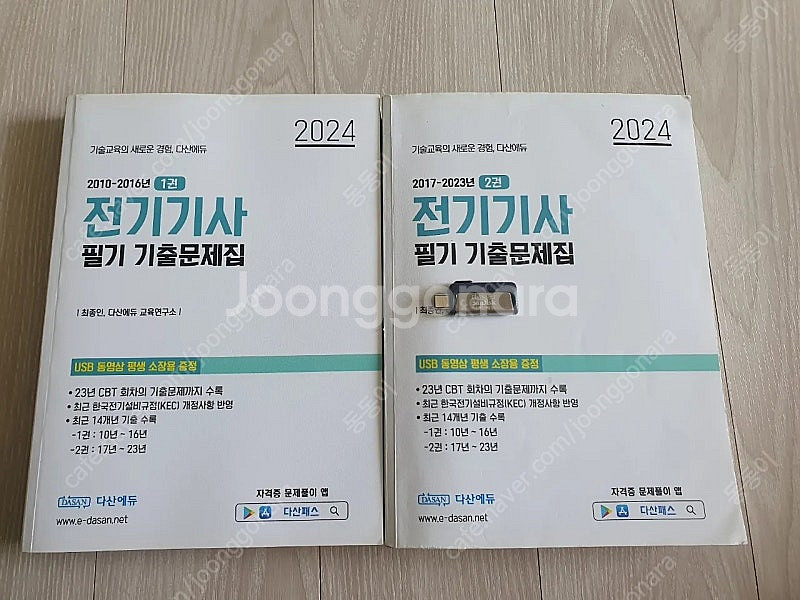 2024
기술교육의 새로운 경험, 다산에듀
2010-2016년 1권
전기기사
필기 기출문제집
I 최종인, 다산에듀 교육연구소 I
USB 동영상 평생 소장용 증정
• 23년 CBT 회차의 기출문제까지 수록
• 최근 한국전기설비규정(KEC) 개정사항 반영
• 최근 14개년 기출 수록
-1권 : 10년 ~ 16년
-2권 : 17년 ~ 23년
자격증 문제풀이 앱
DASAN 다산에듀
다산패스
www.e-dasan.net
2024
기술교육의 새로운 경험, 다산에듀
2017-2023년 2권
전기기사
필기 기출문제집
I 최종
SanDisk
USB 동영상 평생 소장용 증정
• 23년 CBT 회차의 기출문제까지 수록
• 최근 한국전기설비규정(KEC) 개정사항 반영
• 최근 14개년 기출 수록
-1권 : 10년 ~ 16년
-2권 : 17년 ~ 23년
자격증 문제풀이 앱
DASAN 다산에듀
다산패스
www.e-dasan.net
Joonggonara
cafe.naver.com/joonggonara